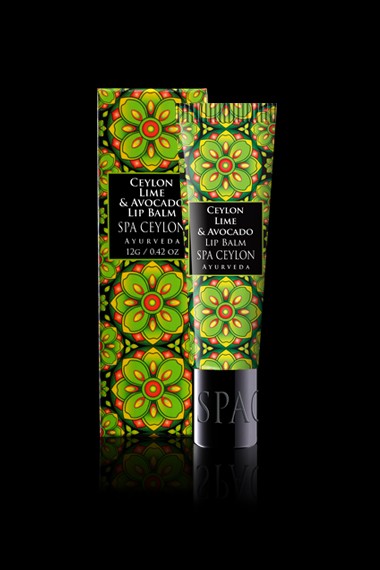 CEYLON
LIME
& AVOCADO
LIP BALM
SPA CEYLON
AYURVEDA
12G / 0.42 OZ
CEYLON
LIME
& AVOCADO
LIP BALM
SPA CEYLON
AYURVEDA
SPAC